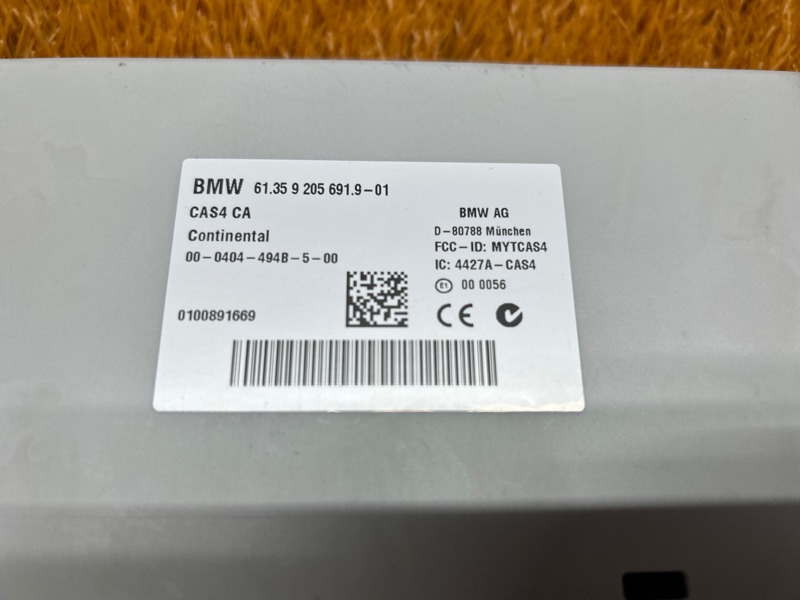 BMW 61.35 9 205 691.9-01
CAS4 CA
Continental
00-0404-494B-5-00
0100891669
BMW AG
D-80788 München
FCC-ID: MYTCAS4
IC: 4427A-CAS4
E1 00 0056
CE